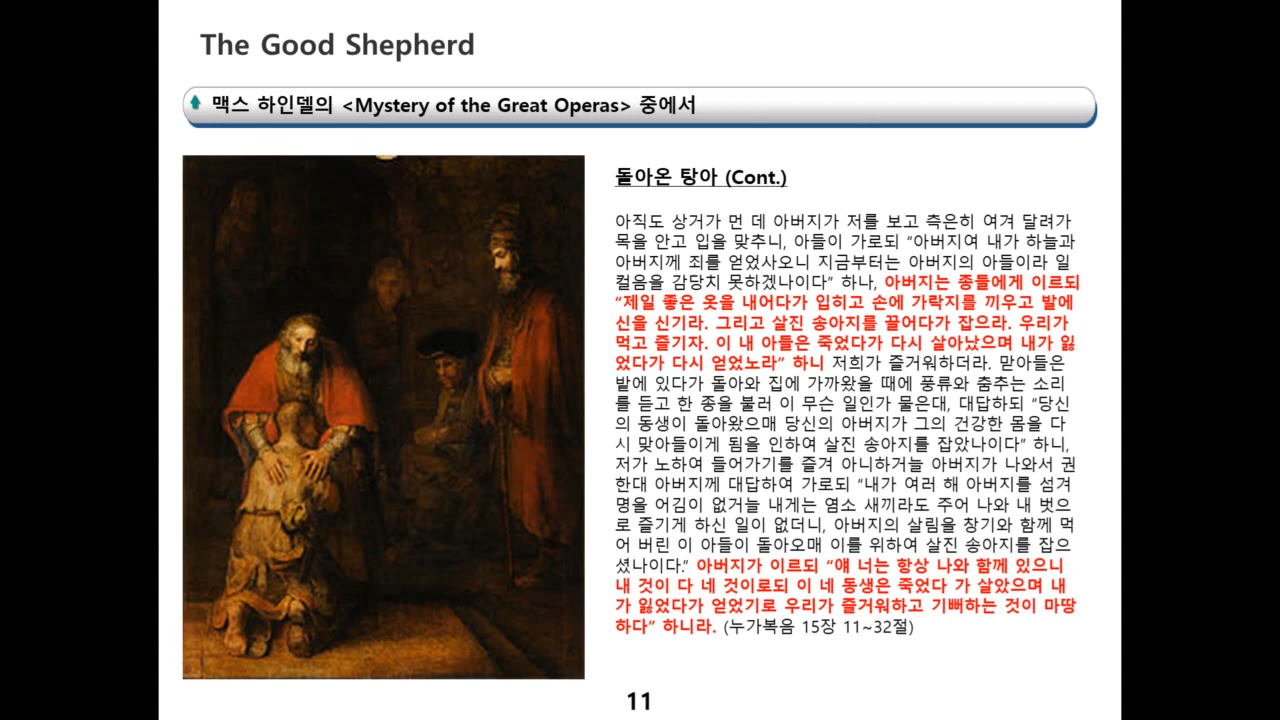 The Good Shepherd
맥스 하인델의 <Mystery of the Great Operas> 중에서
돌아온 탕아 (Cont.)
아직도 상거가 먼 데 아버지가 저를 보고 측은히 여겨 달려가
목을 안고 입을 맞추니, 아들이 가로되 “아버지여 내가 하늘과
아버지께 죄를 얻었사오니 지금부터는 아버지의 아들이라 일
컬음을 감당치 못하겠나이다” 하나, 아버지는 종들에게 이르되
“제일 좋은 옷을 내어다가 입히고 손에 가락지를 끼우고 발에
신을 신기라. 그리고 살진 송아지를 끌어다가 잡으라. 우리가
먹고 즐기자. 이 내 아들은 죽었다가 다시 살아났으며 내가 잃
었다가 다시 얻었노라” 하니 저희가 즐거워하더라. 맏아들은
밭에 있다가 돌아와 집에 가까왔을 때에 풍류와 춤추는 소리
를 듣고 한 종을 불러 이 무슨 일인가 물은대, 대답하되 “당신
의 동생이 돌아왔으매 당신의 아버지가 그의 건강한 몸을 다
시 맞아들이게 됨을 인하여 살진 송아지를 잡았나이다” 하니,
저가 노하여 들어가기를 즐겨 아니하거늘 아버지가 나와서 권
한대 아버지께 대답하여 가로되 “내가 여러 해 아버지를 섬겨
명을 어김이 없거늘 내게는 염소 새끼라도 주어 나와 내 벗으
로 즐기게 하신 일이 없더니, 아버지의 살림을 창기와 함께 먹
어 버린 이 아들이 돌아오매 이를 위하여 살진 송아지를 잡으
셨나이다.” 아버지가 이르되 “얘 너는 항상 나와 함께 있으니
내 것이 다 네 것이로되 이 네 동생은 죽었다 가 살았으며 내
가 잃었다가 얻었기로 우리가 즐거워하고 기뻐하는 것이 마땅
하다” 하니라. (누가복음 15장 11~32절)
11